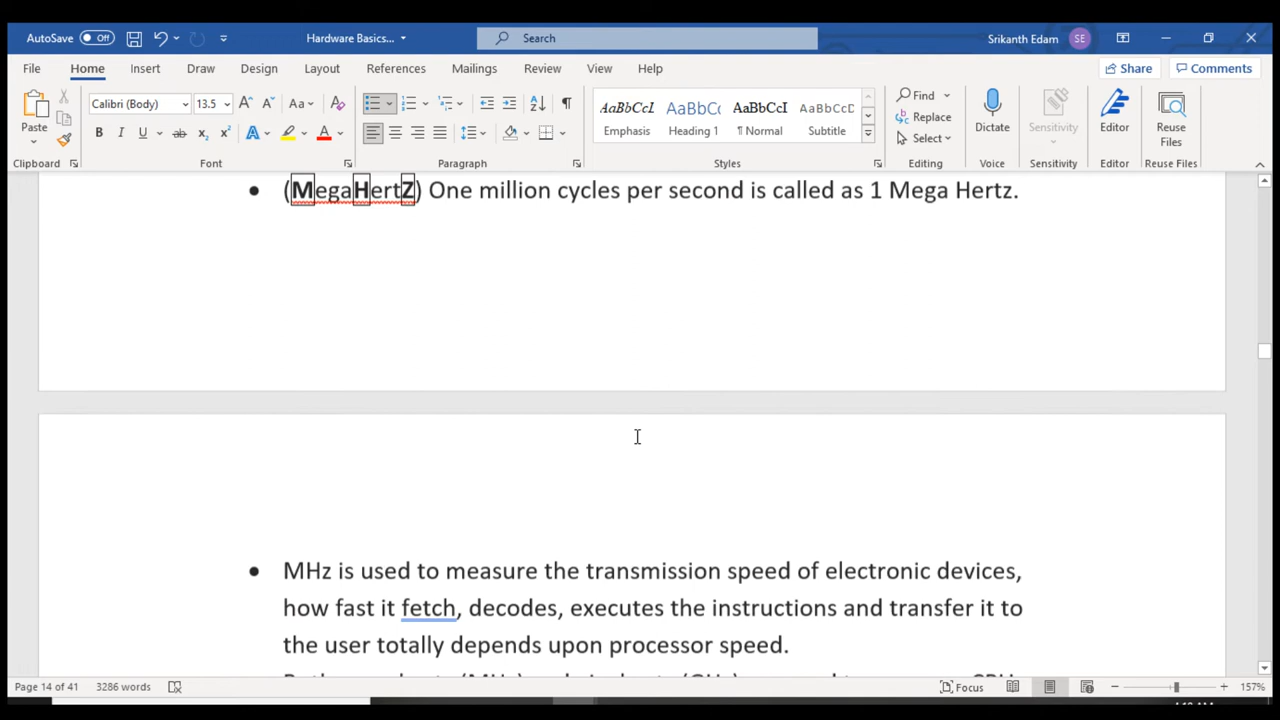 AutoSave Off Hardware Basics... Search Srikanth Edam SE
File Home Insert Draw Design Layout References Mailings Review View Help Share Comments
Paste Calibri (Body) 13.5 A A Aa A
B I U ab x₂ x² A A
AaBbCcI AaBbCc AaBbCcI AaBbCcD
Emphasis Heading 1 ¶ Normal Subtitle
Find Replace Select
Dictate Sensitivity Editor Reuse Files
Clipboard Font Paragraph Styles Editing Voice Sensitivity Editor Reuse Files
• (MegaHertZ) One million cycles per second is called as 1 Mega Hertz.
• MHz is used to measure the transmission speed of electronic devices,
how fast it fetch, decodes, executes the instructions and transfer it to
the user totally depends upon processor speed.
Page 14 of 41 3286 words Focus 157%